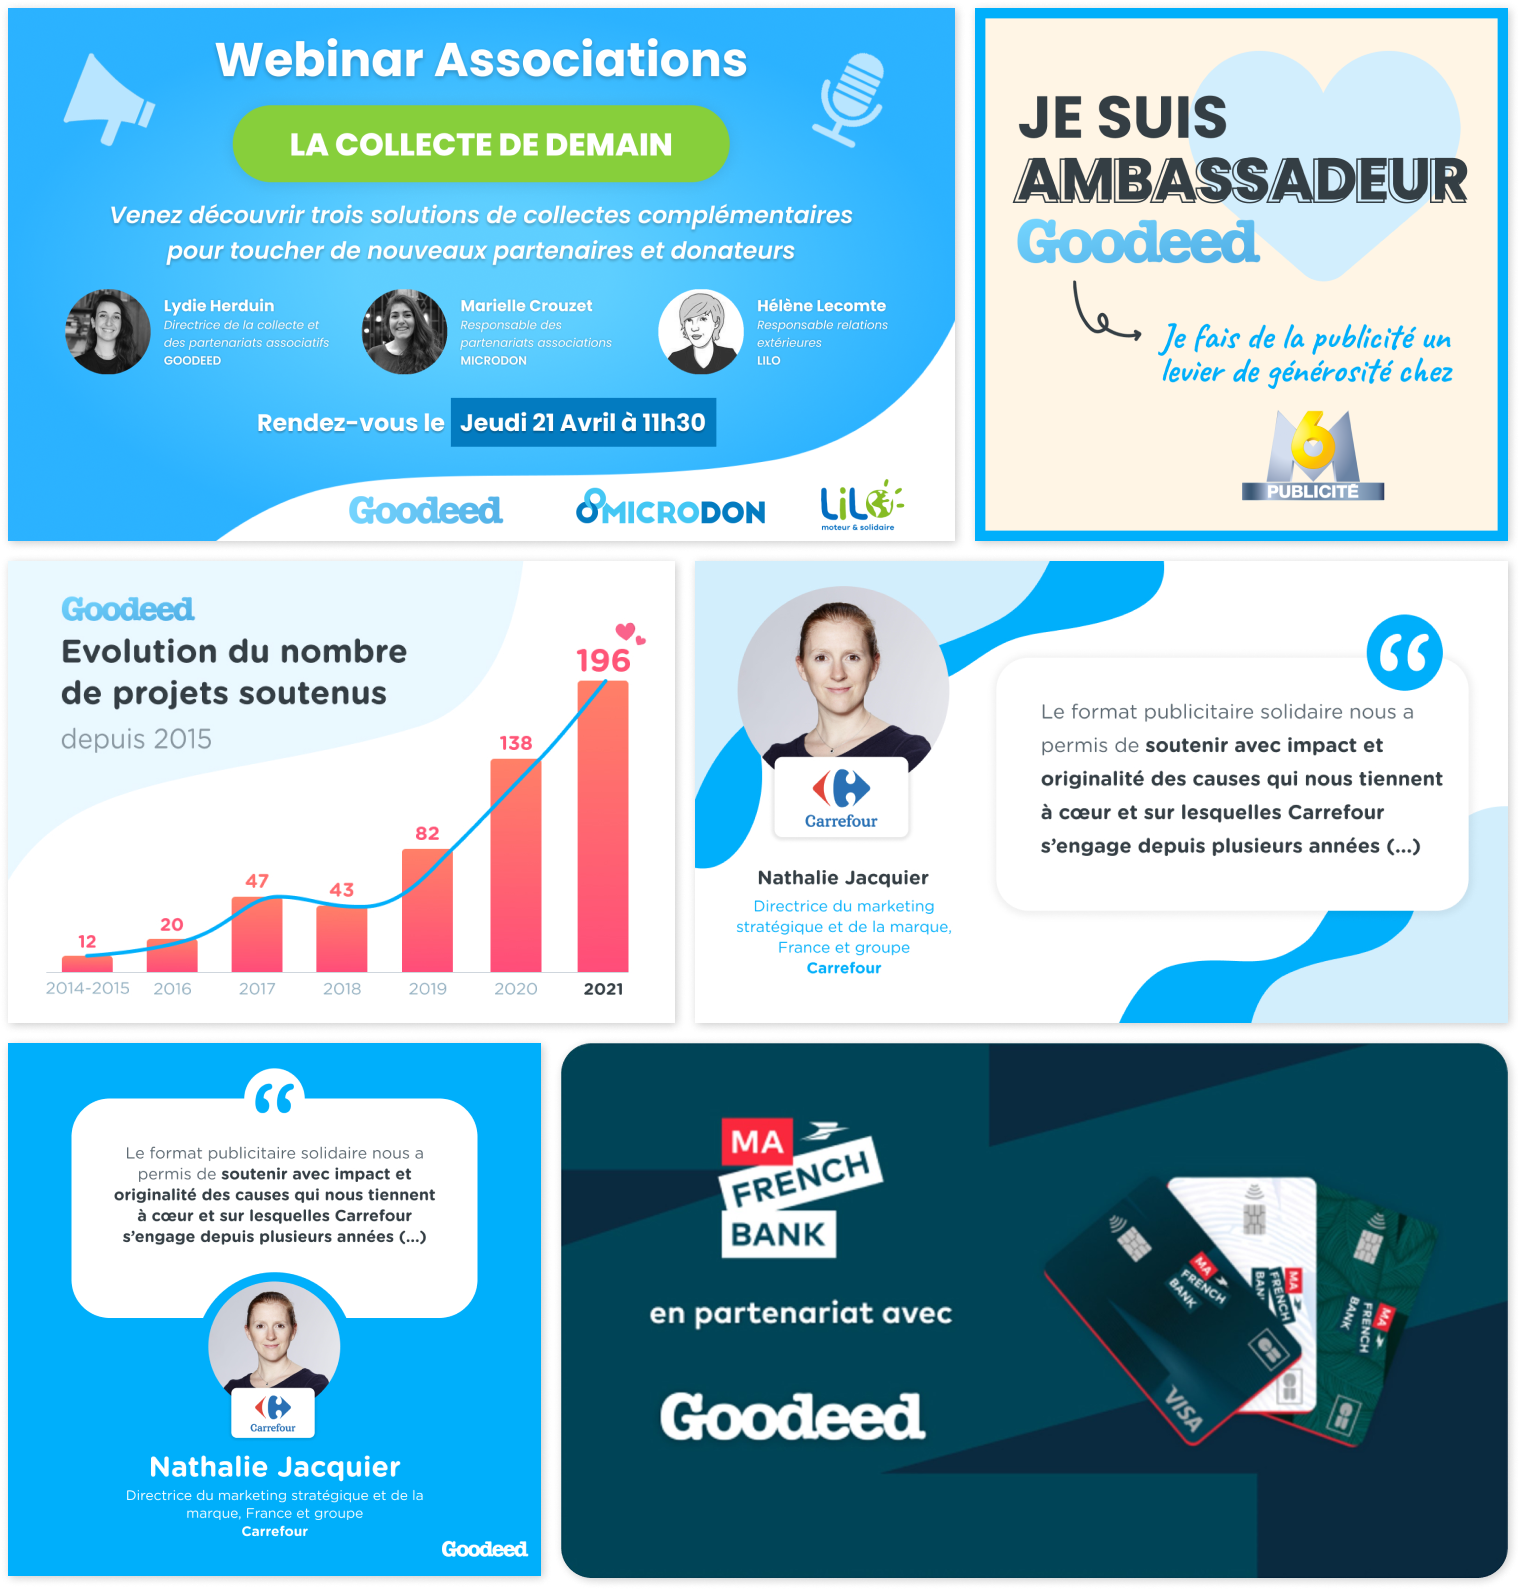 Webinar Associations
LA COLLECTE DE DEMAIN
Venez découvrir trois solutions de collectes complémentaires
pour toucher de nouveaux partenaires et donateurs
Lydie Herduin
Directrice de la collecte et
des partenariats associatifs
GOODEED
Marielle Crouzet
Responsable des
partenariats associations
MICRODON
Hélène Lecomte
Responsable relations
extérieures
LILO
Rendez-vous le Jeudi 21 Avril à 11h30
Goodeed
MICRODON
LiLO
moteur & solidaire
JE SUIS
AMBASSADEUR
Goodeed
Je fais de la publicité un
levier de générosité chez
M6
PUBLICITÉ
Goodeed
Evolution du nombre
de projets soutenus
depuis 2015
12
20
47
43
82
138
196
2014-2015 2016 2017 2018 2019 2020 2021
Carrefour
Nathalie Jacquier
Directrice du marketing
stratégique et de la marque,
France et groupe
Carrefour
“
Le format publicitaire solidaire nous a
permis de soutenir avec impact et
originalité des causes qui nous tiennent
à cœur et sur lesquelles Carrefour
s’engage depuis plusieurs années (...)
“
Le format publicitaire solidaire nous a
permis de soutenir avec impact et
originalité des causes qui nous tiennent
à cœur et sur lesquelles Carrefour
s’engage depuis plusieurs années (...)
Carrefour
Nathalie Jacquier
Directrice du marketing stratégique et de la
marque, France et groupe
Carrefour
Goodeed
MA
FRENCH
BANK
en partenariat avec
Goodeed
MA
FRENCH
BANK
VISA
MA
FRENCH
BAN
MA
FRENCH
BANK